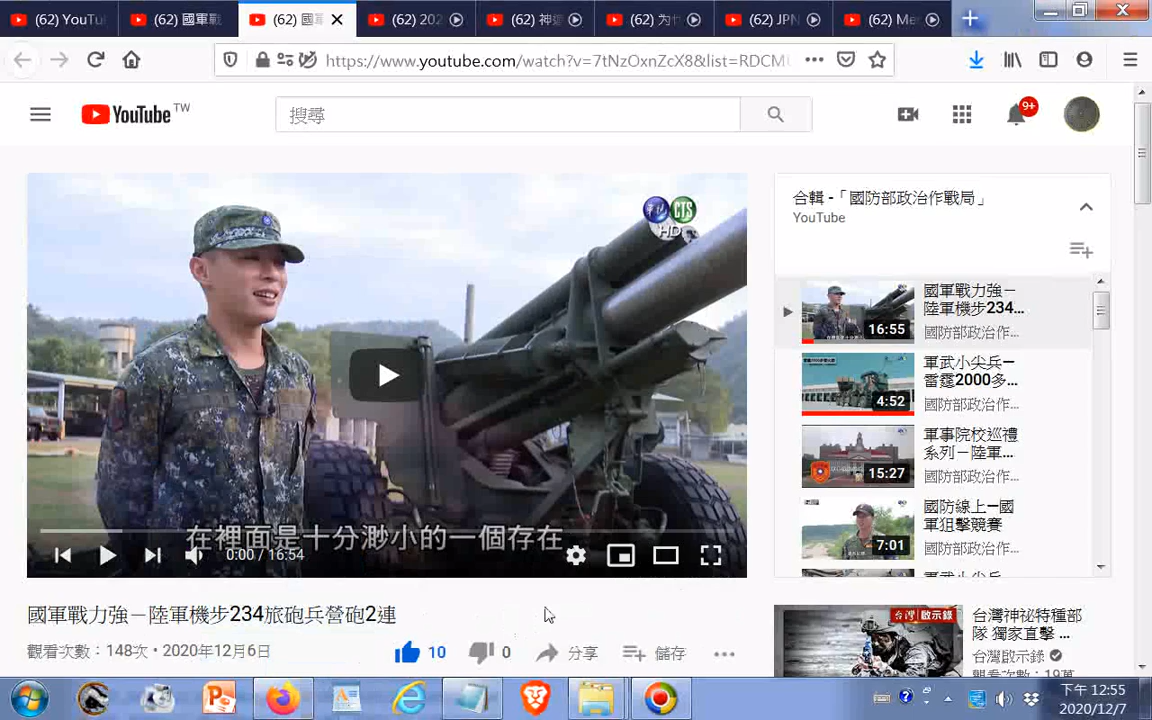 (62) YouTu
(62) 國軍戰
(62) 國軍
(62) 202
(62) 神
(62) 为什
(62) JPN
(62) Me
https://www.youtube.com/watch?v=7tNzOxnZcX8&list=RDCMU
YouTube TW
搜尋
9+
華視
CTS
HD
在裡面是十分渺小的一個存在
0:00 / 16:54
合輯 -「國防部政治作戰局」
YouTube
國軍戰力強－
陸軍機步234...
國防部政治作...
16:55
軍武小尖兵—
雷霆2000多...
國防部政治作...
4:52
軍事院校巡禮
系列－陸軍...
國防部政治作...
15:27
國防線上—國
軍狙擊競賽
國防部政治作...
7:01
國軍戰力強－陸軍機步234旅砲兵營砲2連
觀看次數：148次 • 2020年12月6日
10
0
分享
儲存
台灣啟示錄
台灣神祕特種部
隊 獨家直擊 ...
台灣啟示錄
下午 12:55
2020/12/7